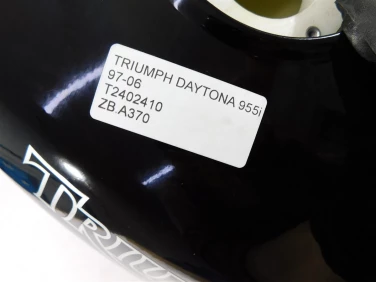 TRIUMPH DAYTONA 955i
97-06
T2402410
ZB.A370